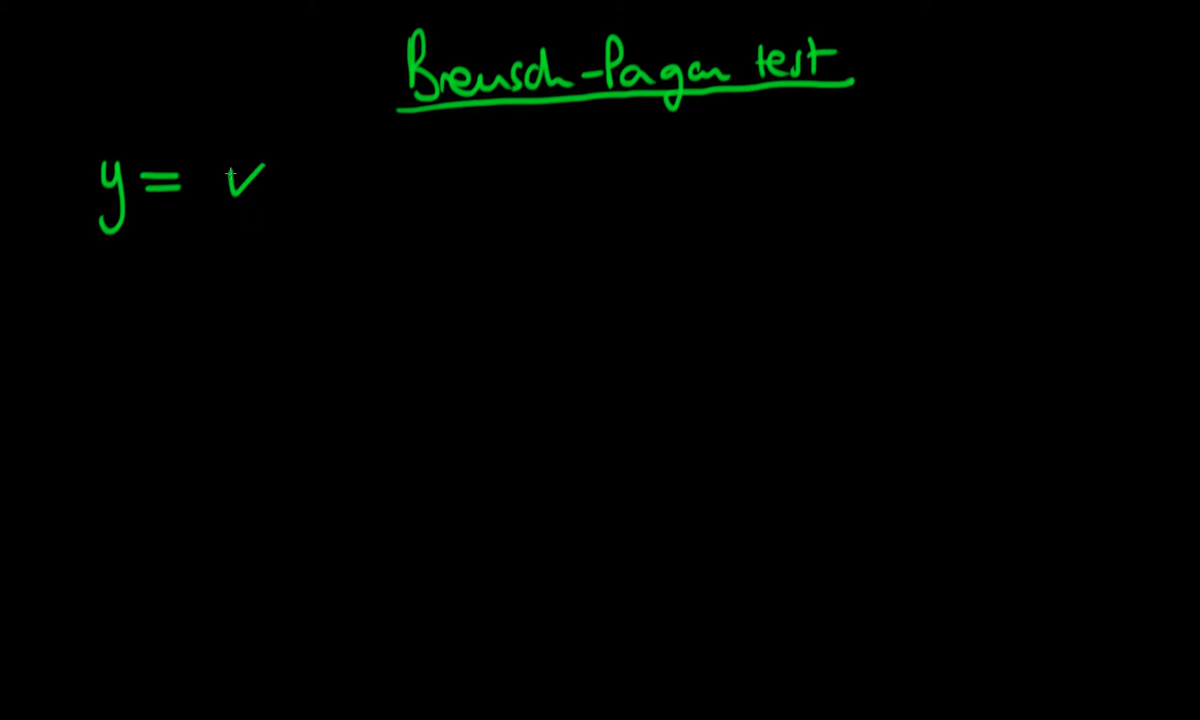 Breusch-Pagan test
y =